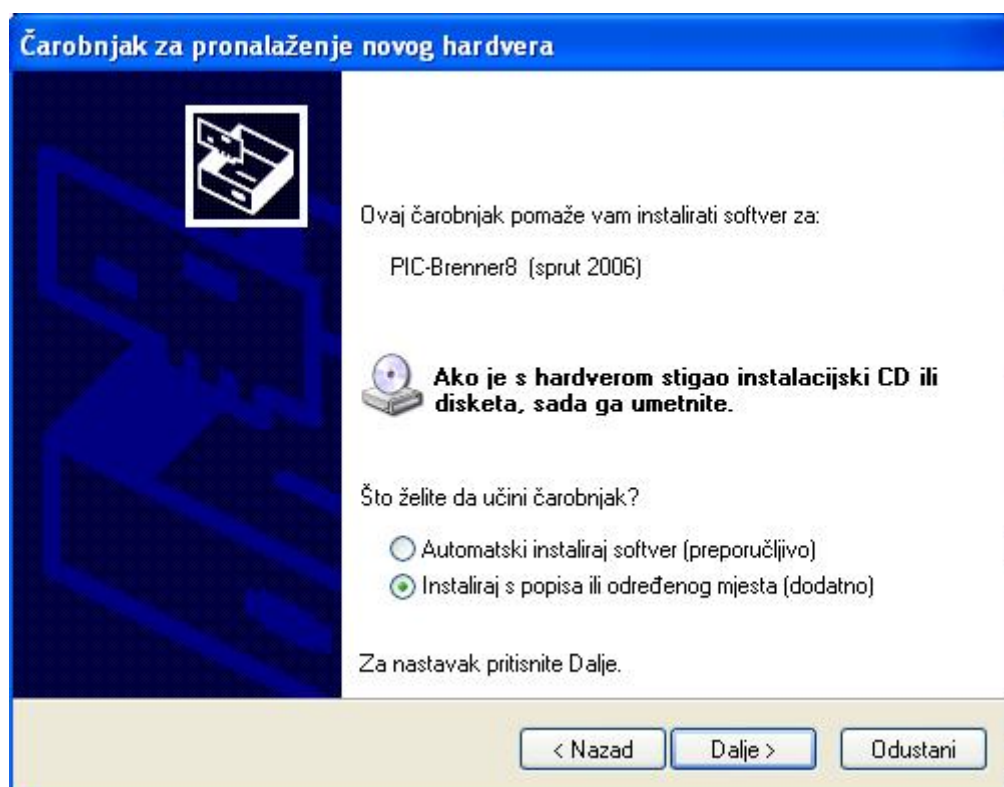 Čarobnjak za pronalaženje novog hardvera
Ovaj čarobnjak pomaže vam instalirati softver za:
PIC-Brenner8 (sprut 2006)
Ako je s hardverom stigao instalacijski CD ili
disketa, sada ga umetnite.
Što želite da učini čarobnjak?
Automatski instaliraj softver (preporučljivo)
Instaliraj s popisa ili određenog mjesta (dodatno)
Za nastavak pritisnite Dalje.
< Nazad
Dalje >
Odustani